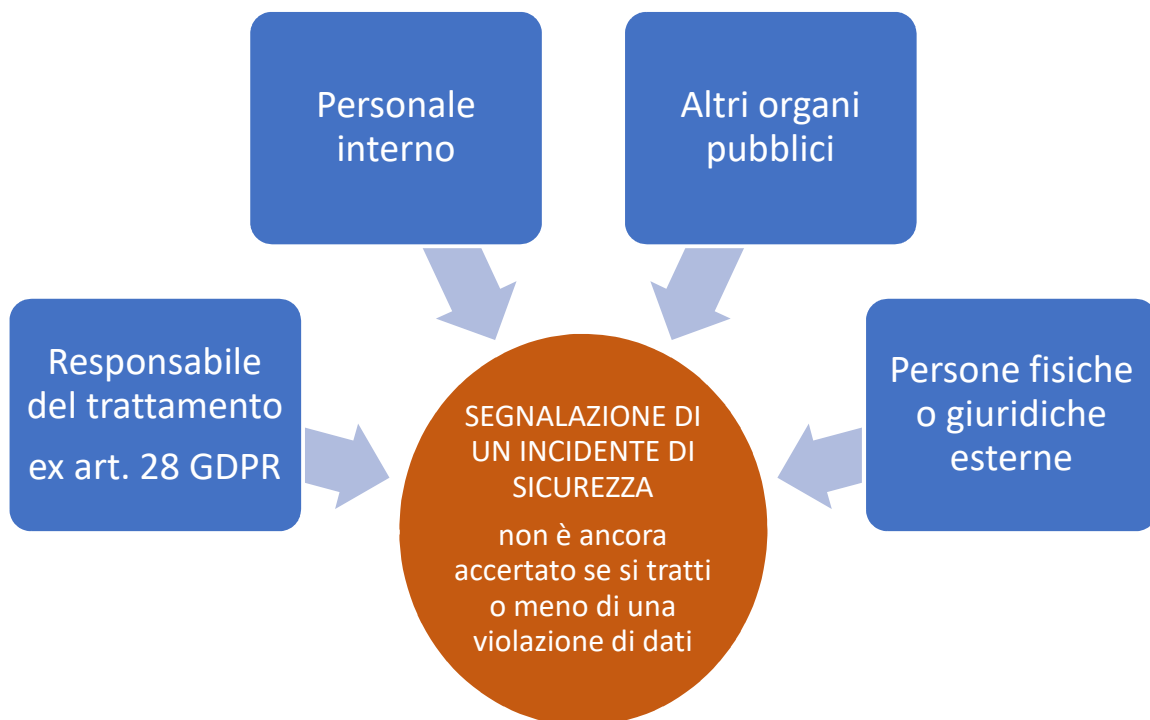 Personale
interno
Altri organi
pubblici
Responsabile
del trattamento
ex art. 28 GDPR
Persone fisiche
o giuridiche
esterne
SEGNALAZIONE DI
UN INCIDENTE DI
SICUREZZA
non è ancora
accertato se si tratti
o meno di una
violazione di dati